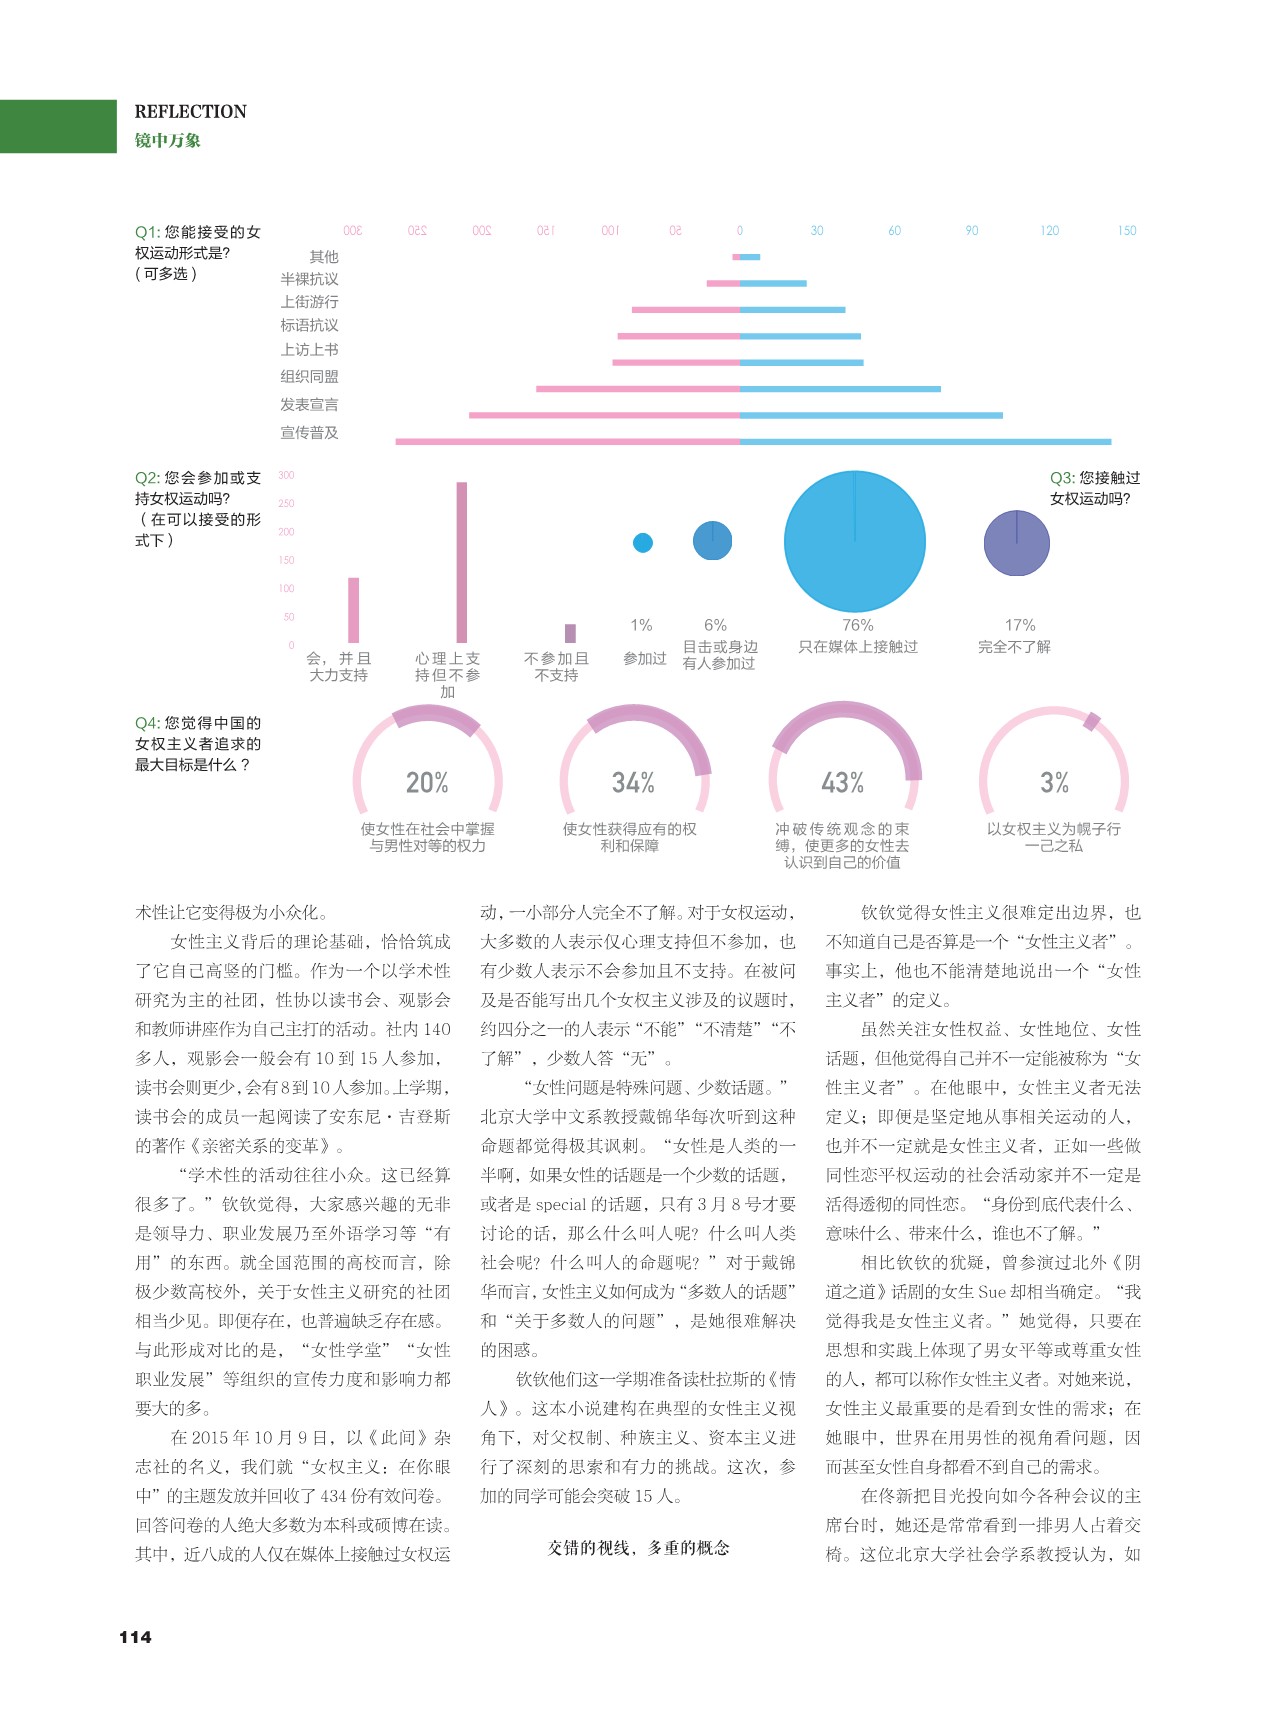 REFLECTION
镜中万象
Q1: 您能接受的女
权运动形式是?
(可多选)
300 250 200 150 100 50 0 30 60 90 120 150
其他
半裸抗议
上街游行
标语抗议
上访上书
组织同盟
发表宣言
宣传普及
Q2: 您会参加或支
持女权运动吗?
（在可以接受的形
式下）
300
250
200
150
100
50
0
会，并且
大力支持
心理上支
持但不参
加
不参加且
不支持
Q3: 您接触过
女权运动吗?
1%
参加过
6%
目击或身边
有人参加过
76%
只在媒体上接触过
17%
完全不了解
Q4: 您觉得中国的
女权主义者追求的
最大目标是什么？
20%
使女性在社会中掌握
与男性对等的权力
34%
使女性获得应有的权
利和保障
43%
冲破传统观念的束
缚，使更多的女性去
认识到自己的价值
3%
以女权主义为幌子行
一己之私
术性让它变得极为小众化。
女性主义背后的理论基础，恰恰筑成
了它自己高竖的门槛。作为一个以学术性
研究为主的社团，性协以读书会、观影会
和教师讲座作为自己主打的活动。社内 140
多人，观影会一般会有 10 到 15 人参加，
读书会则更少，会有8到10人参加。上学期，
读书会的成员一起阅读了安东尼·吉登斯
的著作《亲密关系的变革》。
“学术性的活动往往小众。这已经算
很多了。”钦钦觉得，大家感兴趣的无非
是领导力、职业发展乃至外语学习等“有
用”的东西。就全国范围的高校而言，除
极少数高校外，关于女性主义研究的社团
相当少见。即便存在，也普遍缺乏存在感。
与此形成对比的是，“女性学堂”“女性
职业发展”等组织的宣传力度和影响力都
要大的多。
在 2015 年 10 月 9 日，以《此间》杂
志社的名义，我们就“女权主义：在你眼
中”的主题发放并回收了 434 份有效问卷。
回答问卷的人绝大多数为本科或硕博在读。
其中，近八成的人仅在媒体上接触过女权运
动，一小部分人完全不了解。对于女权运动，
大多数的人表示仅心理支持但不参加，也
有少数人表示不会参加且不支持。在被问
及是否能写出几个女权主义涉及的议题时，
约四分之一的人表示“不能”“不清楚”“不
了解”，少数人答“无”。
“女性问题是特殊问题、少数话题。”
北京大学中文系教授戴锦华每次听到这种
命题都觉得极其讽刺。“女性是人类的一
半啊，如果女性的话题是一个少数的话题，
或者是 special 的话题，只有 3 月 8 号才要
讨论的话，那么什么叫人呢？什么叫人类
社会呢？什么叫人的命题呢？”对于戴锦
华而言，女性主义如何成为“多数人的话题”
和“关于多数人的问题”，是她很难解决
的困惑。
钦钦他们这一学期准备读杜拉斯的《情
人》。这本小说建构在典型的女性主义视
角下，对父权制、种族主义、资本主义进
行了深刻的思索和有力的挑战。这次，参
加的同学可能会突破 15 人。
交错的视线，多重的概念
钦钦觉得女性主义很难定出边界，也
不知道自己是否算是一个“女性主义者”。
事实上，他也不能清楚地说出一个“女性
主义者”的定义。
虽然关注女性权益、女性地位、女性
话题，但他觉得自己并不一定能被称为“女
性主义者”。在他眼中，女性主义者无法
定义；即便是坚定地从事相关运动的人，
也并不一定就是女性主义者，正如一些做
同性恋平权运动的社会活动家并不一定是
活得透彻的同性恋。“身份到底代表什么、
意味什么、带来什么，谁也不了解。”
相比钦钦的犹疑，曾参演过北外《阴
道之道》话剧的女生 Sue 却相当确定。“我
觉得我是女性主义者。”她觉得，只要在
思想和实践上体现了男女平等或尊重女性
的人，都可以称作女性主义者。对她来说，
女性主义最重要的是看到女性的需求；在
她眼中，世界在用男性的视角看问题，因
而甚至女性自身都看不到自己的需求。
在佟新把目光投向如今各种会议的主
席台时，她还是常常看到一排男人占着交
椅。这位北京大学社会学系教授认为，如
114